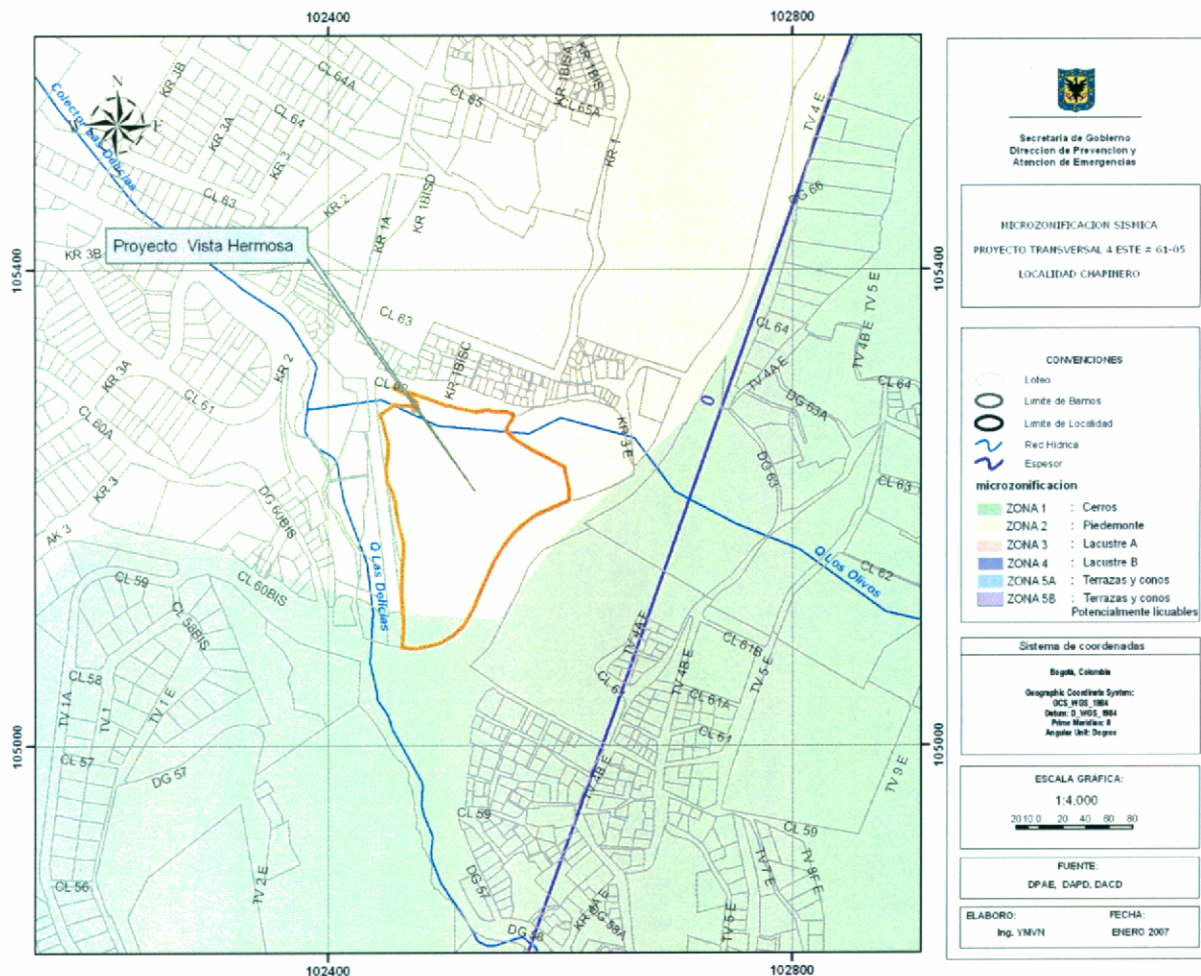 102400
102800
105400
105400
105000
105000
102400
102800
N
E
Colector Las Delicias
KR 3B
CL 64A
CL 64
KR 3A
KR 3
CL 63
KR 2
CL 65
KR 1BISA
KR 1BIS
CL 65A
KR 1
KR 1A
KR 1BISD
TV 4 E
DG 66
Proyecto Vista Hermosa
KR 3B
CL 63
KR 1BISC
KR 2
KR 3A
CL 61
CL 60A
KR 3
AK 3
DG 60BIS
CL 60BIS
CL 59
CL 58BIS
CL 58
TV 1A
TV 1
TV 1 E
CL 57
DG 57
CL 56
TV 2 E
Q Las Delicias
KR 3 E
0
CL 64
TV 4A E
DG 63A
DG 63
TV 4B E
TV 5 E
CL 64
CL 63
CL 62
Q Los Olivos
TV 4A E
TV 4B E
CL 61B
TV 5 E
CL 61A
CL 61
TV 9 E
CL 59
DG 57
DG 58
DG 58A
CL 59
TV 5 E
TV 7 E
Secretaria de Gobierno
Direccion de Prevencion y
Atencion de Emergencias
MICROZONIFICACION SISMICA
PROYECTO TRANSVERSAL 4 ESTE # 61-05
LOCALIDAD CHAPINERO
CONVENCIONES
Loteo
Limite de Barrios
Limite de Localidad
Red Hidrica
Espesor
microzonificacion
ZONA 1 : Cerros
ZONA 2 : Piedemonte
ZONA 3 : Lacustre A
ZONA 4 : Lacustre B
ZONA 5A : Terrazas y conos
ZONA 5B : Terrazas y conos
Potencialmente licuables
Sistema de coordenadas
Bogotá, Colombia
Geographic Coordinate System:
GCS_WGS_1984
Datum: D_WGS_1984
Prime Meridian: 0
Angular Unit: Degree
ESCALA GRÁFICA:
1:4.000
20 10 0 20 40 60 80
FUENTE:
DPAE, DAPD, DACD
ELABORO:
Ing. YMVN
FECHA:
ENERO 2007